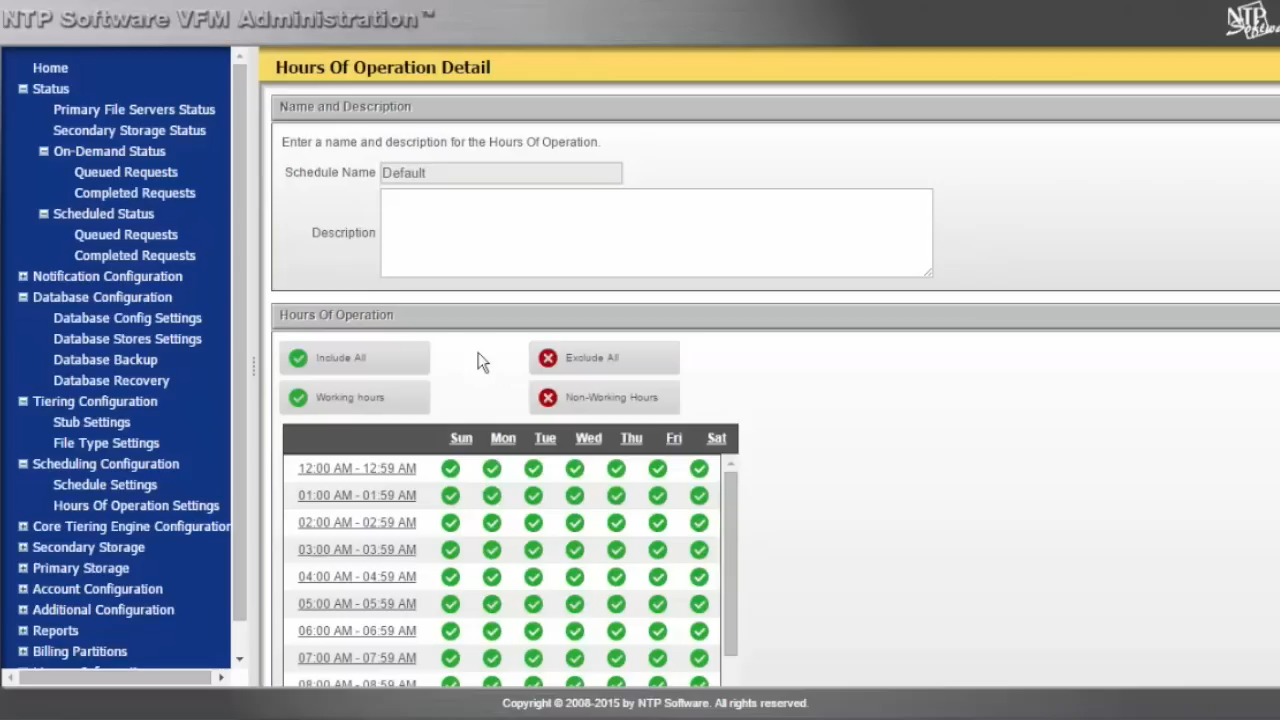 NTP Software VFM Administration™
NTP
Software
Home
Status
Primary File Servers Status
Secondary Storage Status
On-Demand Status
Queued Requests
Completed Requests
Scheduled Status
Queued Requests
Completed Requests
Notification Configuration
Database Configuration
Database Config Settings
Database Stores Settings
Database Backup
Database Recovery
Tiering Configuration
Stub Settings
File Type Settings
Scheduling Configuration
Schedule Settings
Hours Of Operation Settings
Core Tiering Engine Configuration
Secondary Storage
Primary Storage
Account Configuration
Additional Configuration
Reports
Billing Partitions
Hours Of Operation Detail
Name and Description
Enter a name and description for the Hours Of Operation.
Schedule Name Default
Description
Hours Of Operation
Include All Exclude All
Working hours Non-Working Hours
Sun Mon Tue Wed Thu Fri Sat
12:00 AM - 12:59 AM
01:00 AM - 01:59 AM
02:00 AM - 02:59 AM
03:00 AM - 03:59 AM
04:00 AM - 04:59 AM
05:00 AM - 05:59 AM
06:00 AM - 06:59 AM
07:00 AM - 07:59 AM
08:00 AM - 08:59 AM
Copyright © 2008-2015 by NTP Software. All rights reserved.